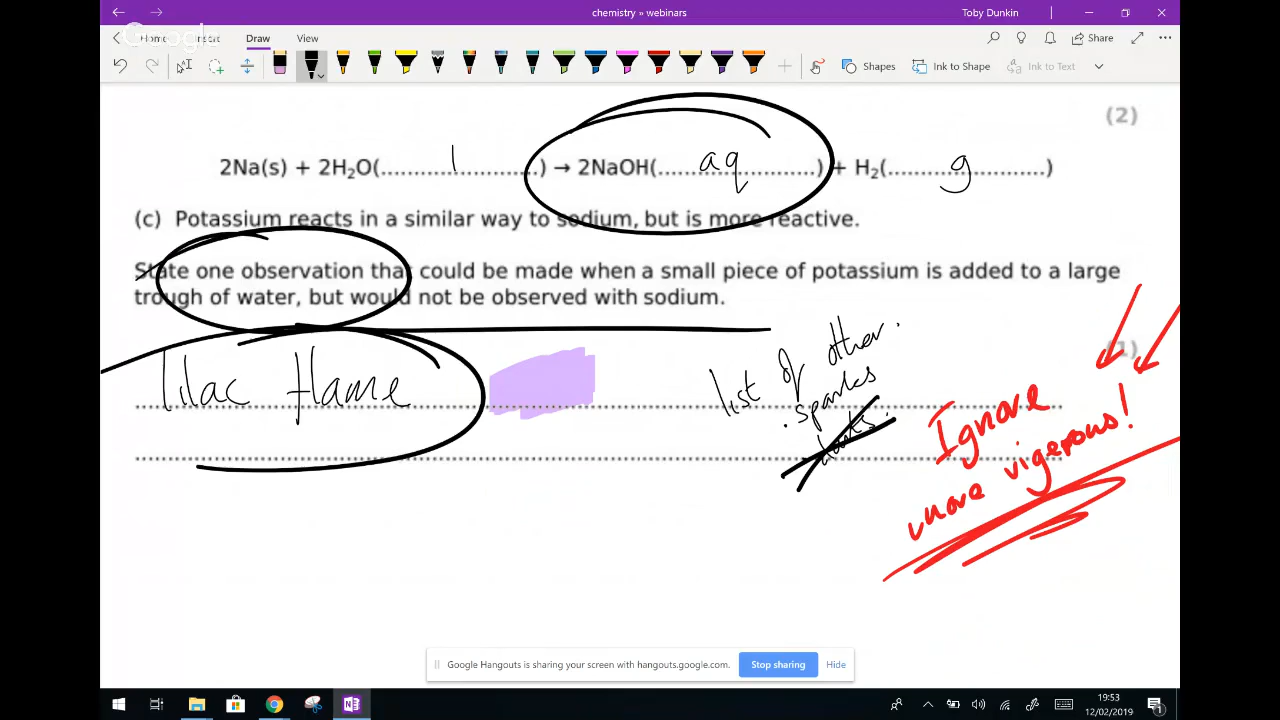 chemistry » webinars
Toby Dunkin
Google
Home Insert Draw View
Share
Shapes
Ink to Shape
Ink to Text
(2)
2Na(s) + 2H₂O(.......l.......) → 2NaOH(.......aq.......) + H₂(.......g.......)
(c) Potassium reacts in a similar way to sodium, but is more reactive.
State one observation that could be made when a small piece of potassium is added to a large
trough of water, but would not be observed with sodium.
(1)
lilac flame
list of other.
. sparks
Ignore
more vigerous!
Google Hangouts is sharing your screen with hangouts.google.com.
Stop sharing
Hide
19:53
12/02/2019
1